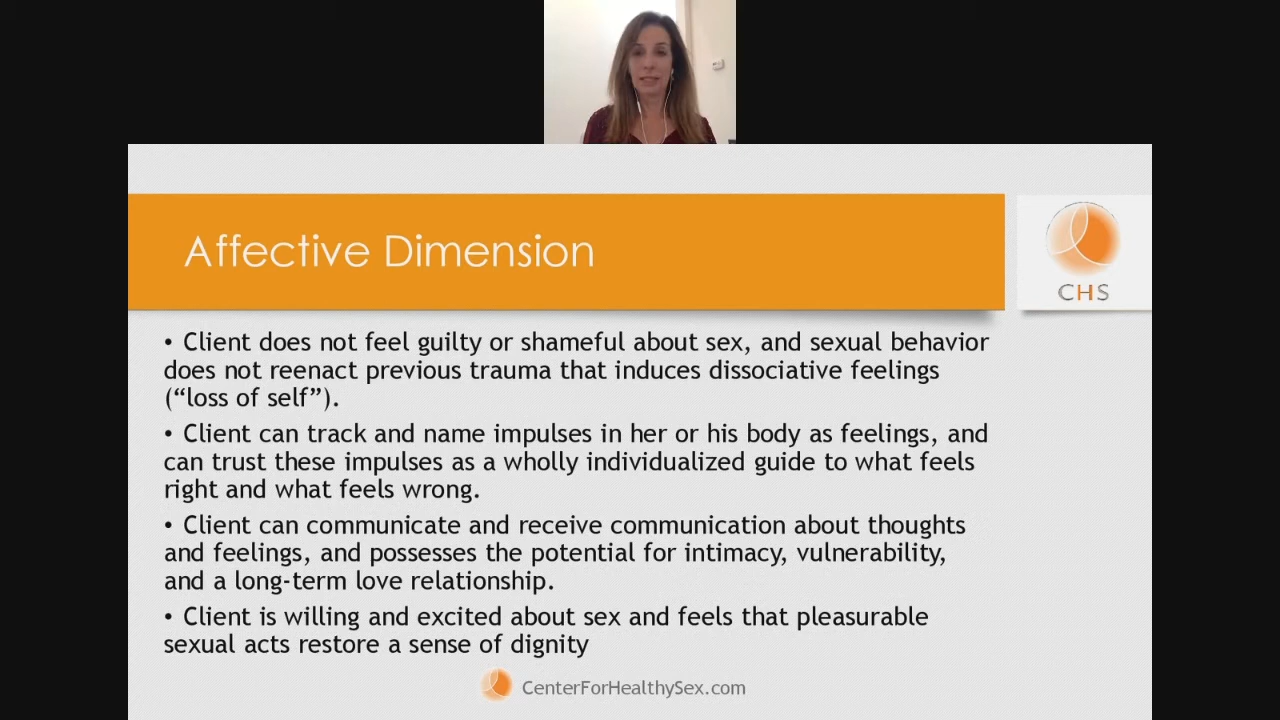 Affective Dimension
CHS
• Client does not feel guilty or shameful about sex, and sexual behavior
does not reenact previous trauma that induces dissociative feelings
(“loss of self”).
• Client can track and name impulses in her or his body as feelings, and
can trust these impulses as a wholly individualized guide to what feels
right and what feels wrong.
• Client can communicate and receive communication about thoughts
and feelings, and possesses the potential for intimacy, vulnerability,
and a long-term love relationship.
• Client is willing and excited about sex and feels that pleasurable
sexual acts restore a sense of dignity
CenterForHealthySex.com